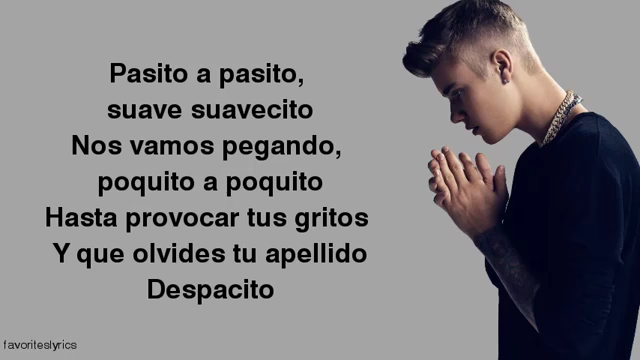 Pasito a pasito,
suave suavecito
Nos vamos pegando,
poquito a poquito
Hasta provocar tus gritos
Y que olvides tu apellido
Despacito
favoriteslyrics